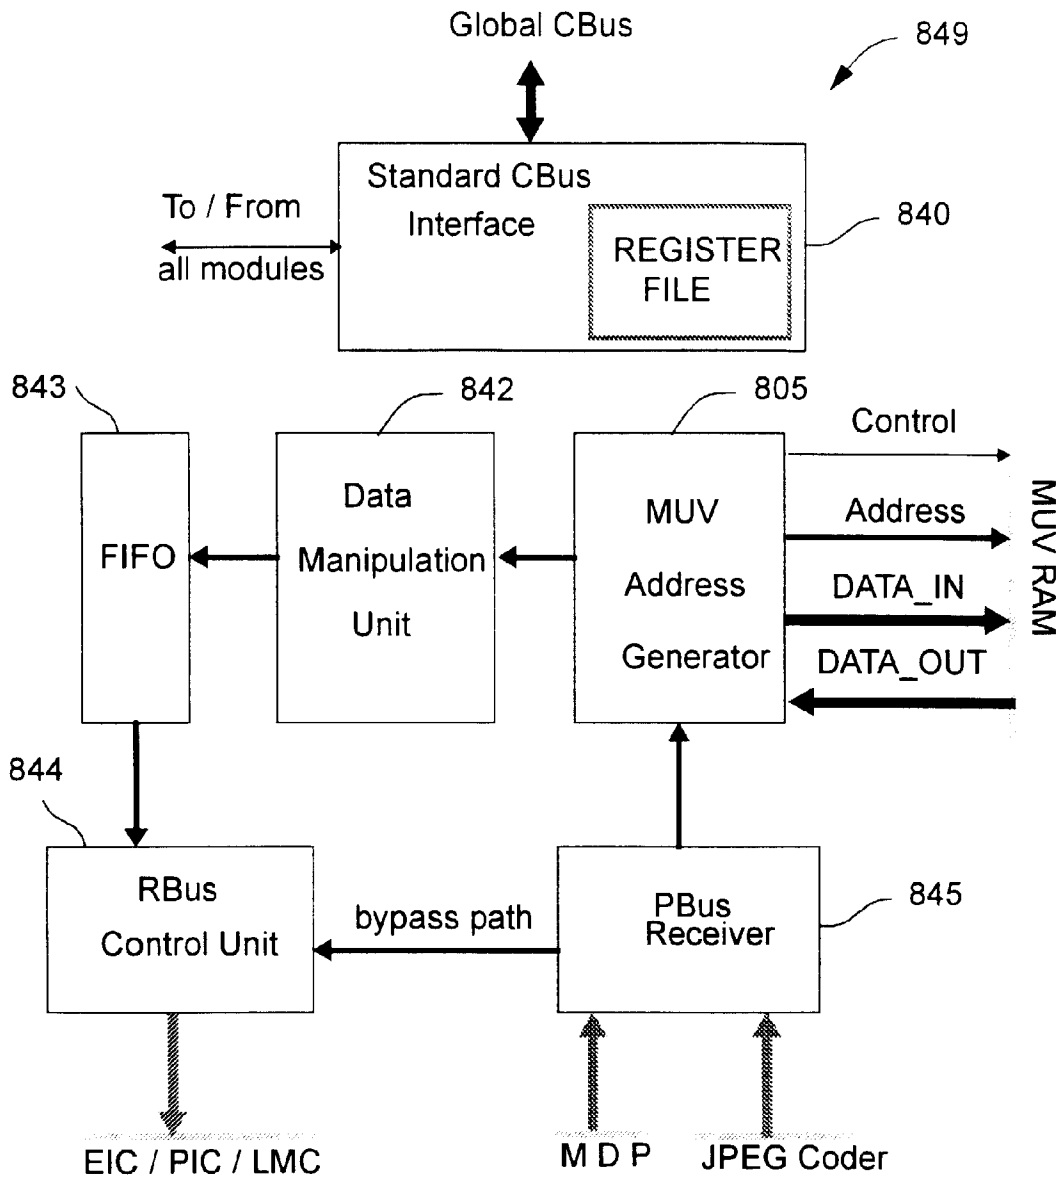 Global CBus
849
Standard CBus
Interface
To / From
all modules
REGISTER
FILE
840
843
842
805
Control
FIFO
Data
Manipulation
Unit
MUV
Address
Generator
Address
DATA_IN
DATA_OUT
MUV RAM
844
RBus
Control Unit
bypass path
PBus
Receiver
845
EIC / PIC / LMC
M D P
JPEG Coder